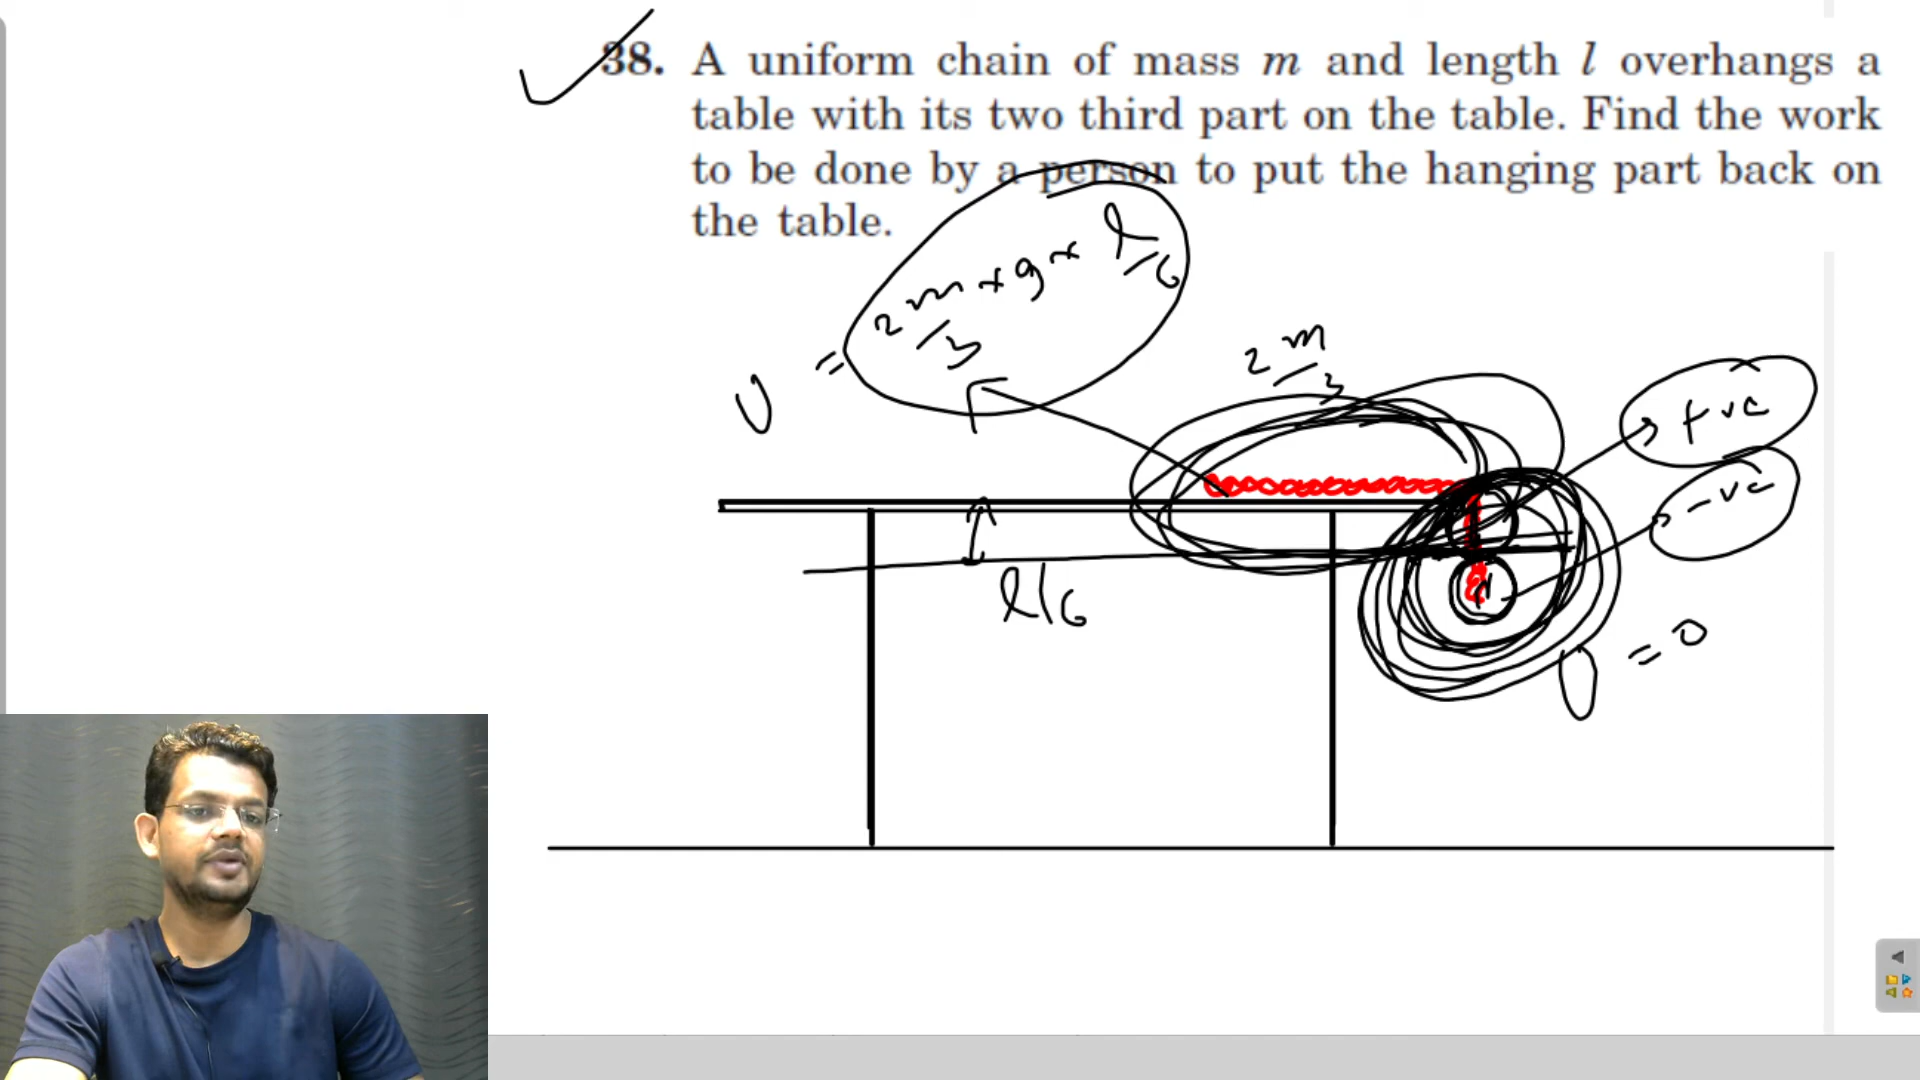 38. A uniform chain of mass m and length l overhangs a
table with its two third part on the table. Find the work
to be done by a person to put the hanging part back on
the table.
U = 2m/3 × g × l/6
2m/3
+ve
-ve
l/6
U = 0